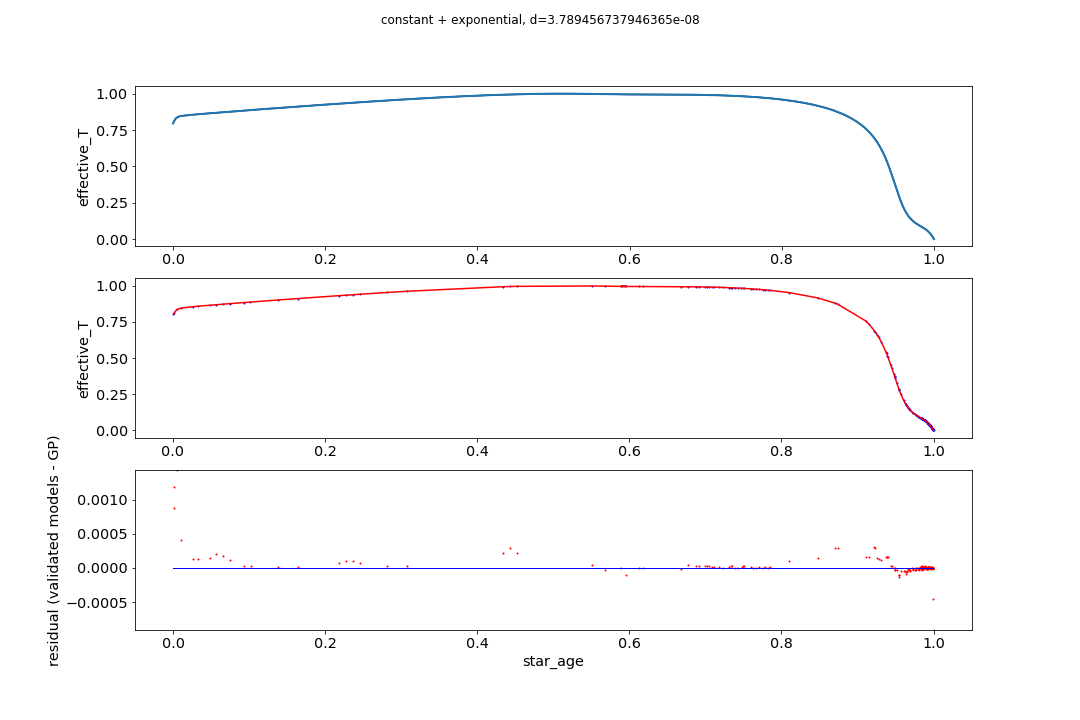 constant + exponential, d=3.789456737946365e-08
effective_T
1.00
0.75
0.50
0.25
0.00
0.0 0.2 0.4 0.6 0.8 1.0
effective_T
1.00
0.75
0.50
0.25
0.00
0.0 0.2 0.4 0.6 0.8 1.0
residual (validated models - GP)
0.0010
0.0005
0.0000
−0.0005
0.0 0.2 0.4 0.6 0.8 1.0
star_age